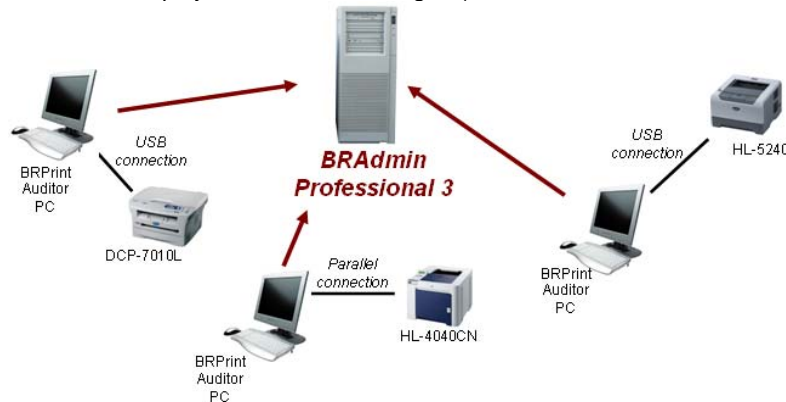 BRAdmin
Professional 3
USB
connection
BRPrint
Auditor
PC
DCP-7010L
USB
connection
HL-5240
BRPrint
Auditor
PC
Parallel
connection
HL-4040CN
BRPrint
Auditor
PC